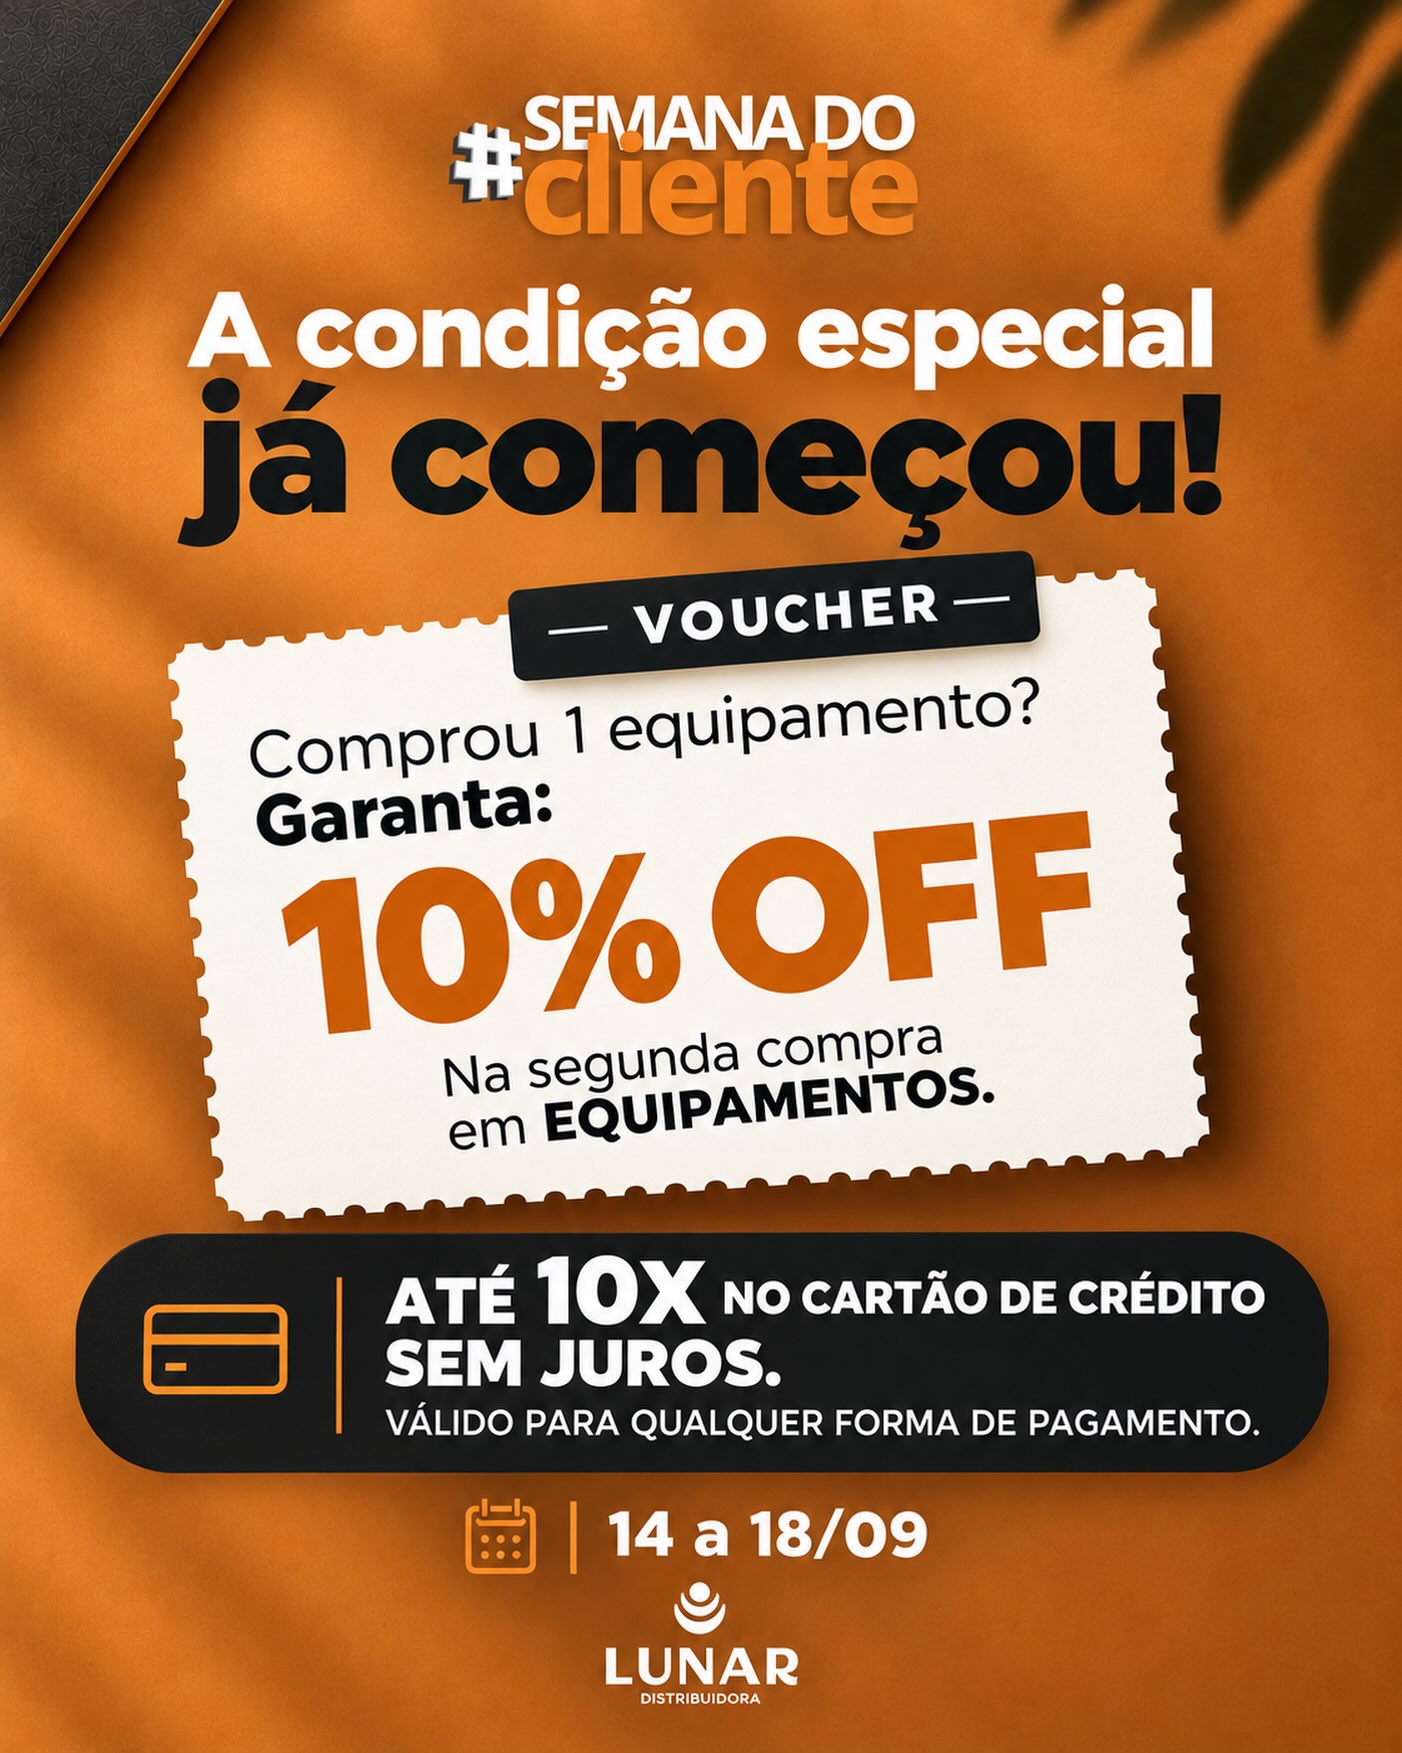 #SEMANA DO
cliente
A condição especial
já começou!
— VOUCHER —
Comprou 1 equipamento?
Garanta:
10% OFF
Na segunda compra
em EQUIPAMENTOS.
ATÉ 10X NO CARTÃO DE CRÉDITO
SEM JUROS.
VÁLIDO PARA QUALQUER FORMA DE PAGAMENTO.
14 a 18/09
LUNAR
DISTRIBUIDORA